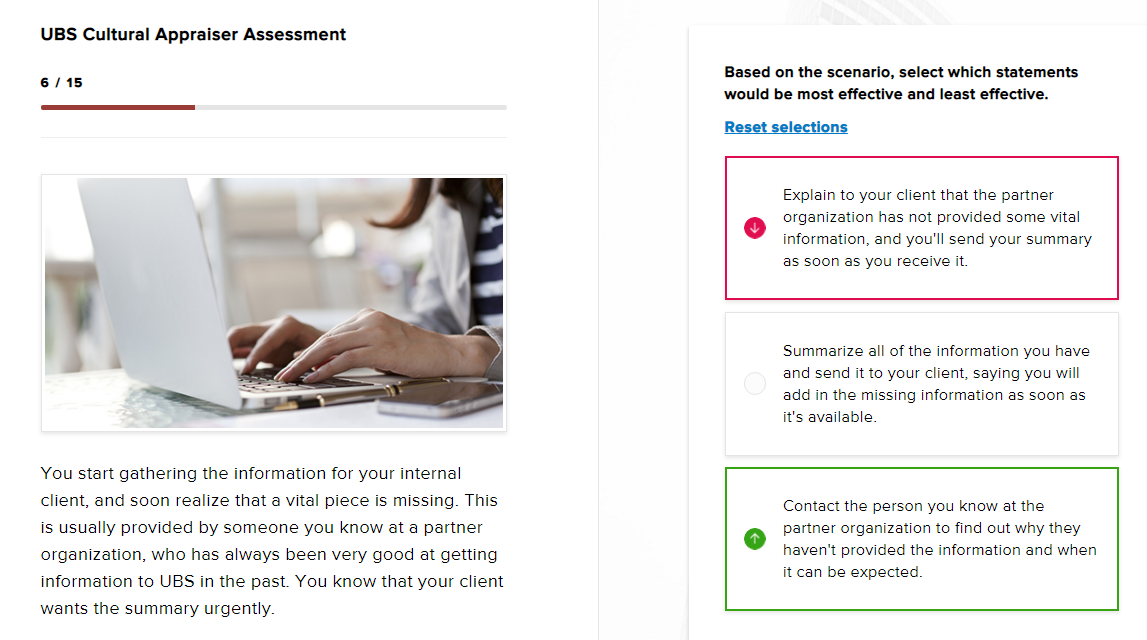 UBS Cultural Appraiser Assessment
6 / 15
You start gathering the information for your internal
client, and soon realize that a vital piece is missing. This
is usually provided by someone you know at a partner
organization, who has always been very good at getting
information to UBS in the past. You know that your client
wants the summary urgently.
Based on the scenario, select which statements
would be most effective and least effective.
Reset selections
Explain to your client that the partner
organization has not provided some vital
information, and you'll send your summary
as soon as you receive it.
Summarize all of the information you have
and send it to your client, saying you will
add in the missing information as soon as
it's available.
Contact the person you know at the
partner organization to find out why they
haven't provided the information and when
it can be expected.